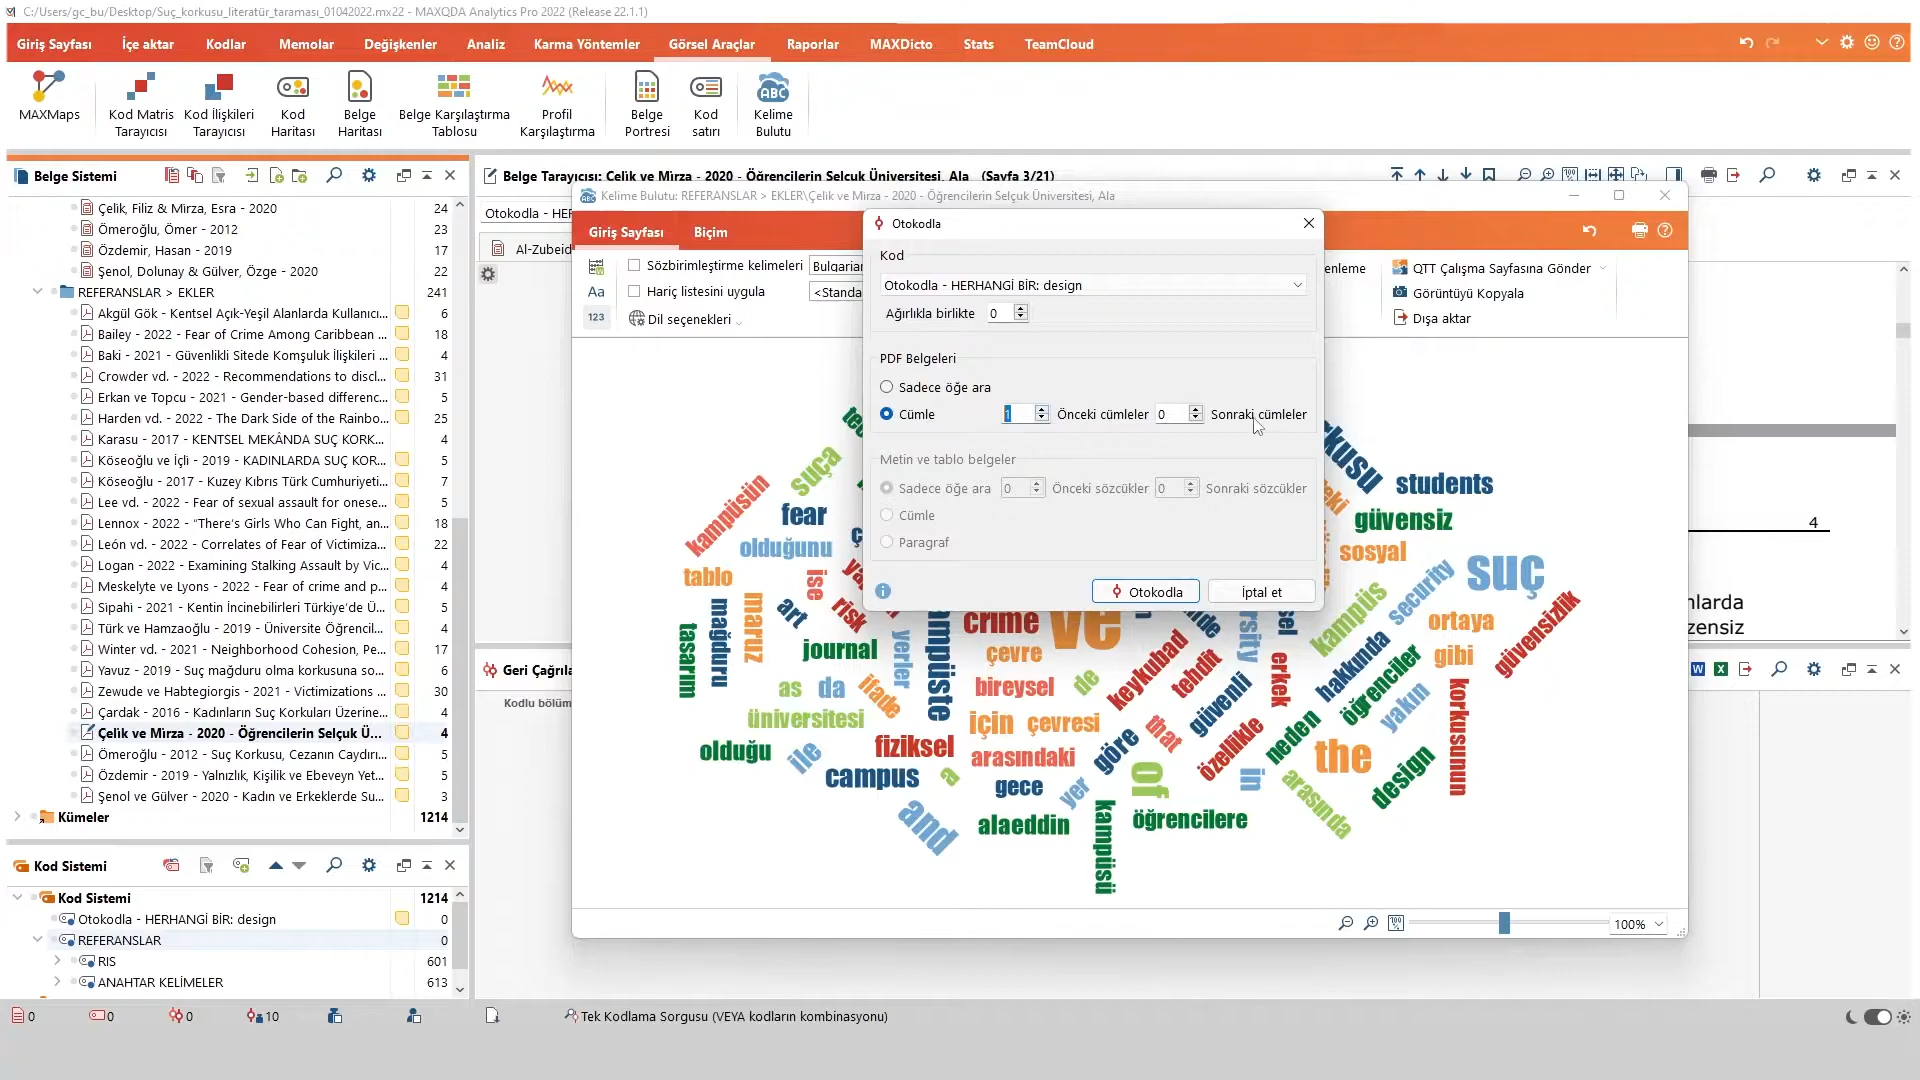 C:/Users/gc_bu/Desktop/Suç_korkusu_literatür_taraması_01042022.mx22 - MAXQDA Analytics Pro 2022 (Release 22.1.1)
Giriş Sayfası İçe aktar Kodlar Memolar Değişkenler Analiz Karma Yöntemler Görsel Araçlar Raporlar MAXDicto Stats TeamCloud
MAXMaps
Kod Matris Tarayıcısı
Kod İlişkileri Tarayıcısı
Kod Haritası
Belge Haritası
Belge Karşılaştırma Tablosu
Profil Karşılaştırma
Belge Portresi
Kod satırı
ABC
Kelime Bulutu
Belge Sistemi
Çelik, Filiz & Mirza, Esra - 2020 24
Ömeroğlu, Ömer - 2012 23
Özdemir, Hasan - 2019 17
Şenol, Dolunay & Gülver, Özge - 2020 22
REFERANSLAR > EKLER 241
Akgül Gök - Kentsel Açık-Yeşil Alanlarda Kullanıcı... 6
Bailey - 2022 - Fear of Crime Among Caribbean ... 18
Baki - 2021 - Güvenlikli Sitede Komşuluk İlişkileri ... 4
Crowder vd. - 2022 - Recommendations to discl... 31
Erkan ve Topcu - 2021 - Gender-based differenc... 5
Harden vd. - 2022 - The Dark Side of the Rainbo... 25
Karasu - 2017 - KENTSEL MEKÂNDA SUÇ KORK... 4
Köseoğlu ve İçli - 2019 - KADINLARDA SUÇ KOR... 5
Köseoğlu - 2017 - Kuzey Kıbrıs Türk Cumhuriyeti... 7
Lee vd. - 2022 - Fear of sexual assault for onese... 5
Lennox - 2022 - “There’s Girls Who Can Fight, an... 18
León vd. - 2022 - Correlates of Fear of Victimiza... 22
Logan - 2022 - Examining Stalking Assault by Vic... 4
Meskelyte ve Lyons - 2022 - Fear of crime and p... 4
Sipahi - 2021 - Kentin İncinebilirleri Türkiye’de Ü... 4
Türk ve Hamzaoğlu - 2019 - Üniversite Öğrencil... 4
Winter vd. - 2021 - Neighborhood Cohesion, Pe... 17
Yavuz - 2019 - Suç mağduru olma korkusuna so... 6
Zewude ve Habtegiorgis - 2021 - Victimizations ... 30
Çardak - 2016 - Kadınların Suç Korkuları Üzerine... 4
Çelik ve Mirza - 2020 - Öğrencilerin Selçuk Ü... 4
Ömeroğlu - 2012 - Suç Korkusu, Cezanın Caydırı... 5
Özdemir - 2019 - Yalnızlık, Kişilik ve Ebeveyn Yet... 5
Şenol ve Gülver - 2020 - Kadın ve Erkeklerde Su... 3
Kümeler 1214
Kod Sistemi
Kod Sistemi 1214
Otokodla - HERHANGİ BİR: design 0
REFERANSLAR 0
RIS 601
ANAHTAR KELİMELER 613
Belge Tarayıcısı: Çelik ve Mirza - 2020 - Öğrencilerin Selçuk Üniversitesi, Ala (Sayfa 3/21)
Otokodla - HEF
Al-Zubeid
Geri Çağrıla
Kodlu bölüm
4
nlarda
zensiz
Kelime Bulutu: REFERANSLAR > EKLER\Çelik ve Mirza - 2020 - Öğrencilerin Selçuk Üniversitesi, Ala
Giriş Sayfası Biçim
Sözbirimleştirme kelimeleri Bulgarian
Aa Hariç listesini uygula <Standa
123 Dil seçenekleri
enleme
QTT Çalışma Sayfasına Gönder
Görüntüyü Kopyala
Dışa aktar
Otokodla
Kod
Otokodla - HERHANGİ BİR: design
Ağırlıkla birlikte 0
PDF Belgeleri
Sadece öğe ara
Cümle 1 Önceki cümleler 0 Sonraki cümleler
Metin ve tablo belgeler
Sadece öğe ara 0 Önceki sözcükler 0 Sonraki sözcükler
Cümle
Paragraf
Otokodla İptal et
suça
kampüsün
fear
olduğunu
tablo
ise
risk
art
mağduru
maruz
tasarım
journal
yerler
as
da
ifade
üniversitesi
olduğu
ile
campus
fiziksel
a
and
crime
ve
çevre
bireysel
de
için
çevresi
arasındaki
gece
alaeddin
yer
göre
kampüsü
keykubad
tehdit
that
of
öğrencilere
güvenli
özellikle
in
erkek
neden
hakkında
kampüs
security
students
güvensiz
sosyal
suç
ortaya
gibi
güvensizlik
öğrenciler
yakın
korkusunun
the
design
arasında
100%
0 0 0 10
Tek Kodlama Sorgusu (VEYA kodların kombinasyonu)